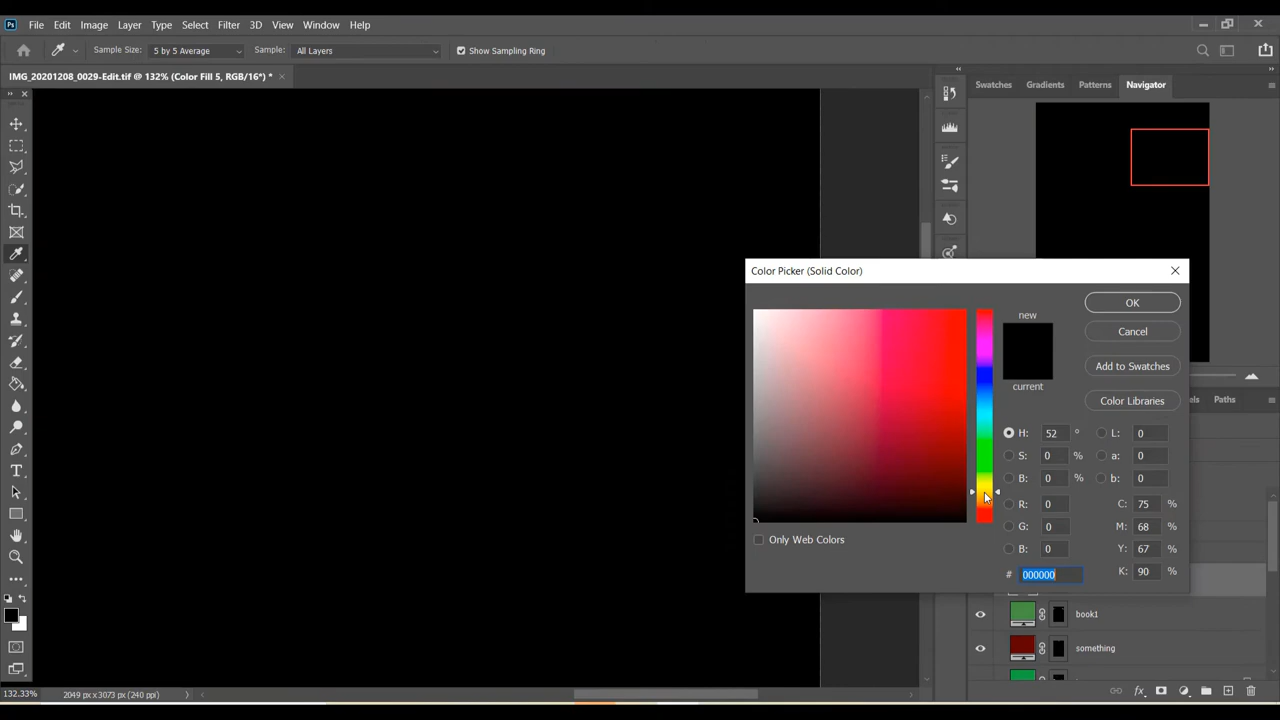 Ps File Edit Image Layer Type Select Filter 3D View Window Help
Sample Size: 5 by 5 Average Sample: All Layers Show Sampling Ring
IMG_20201208_0029-Edit.tif @ 132% (Color Fill 5, RGB/16*) *
Swatches Gradients Patterns Navigator
Color Picker (Solid Color)
new
current
OK
Cancel
Add to Swatches
Color Libraries
H: 52 ° L: 0
S: 0 % a: 0
B: 0 % b: 0
R: 0 C: 75 %
G: 0 M: 68 %
B: 0 Y: 67 %
# 000000 K: 90 %
Only Web Colors
Paths
book1
something
fx
132.33% 2049 px x 3073 px (240 ppi)